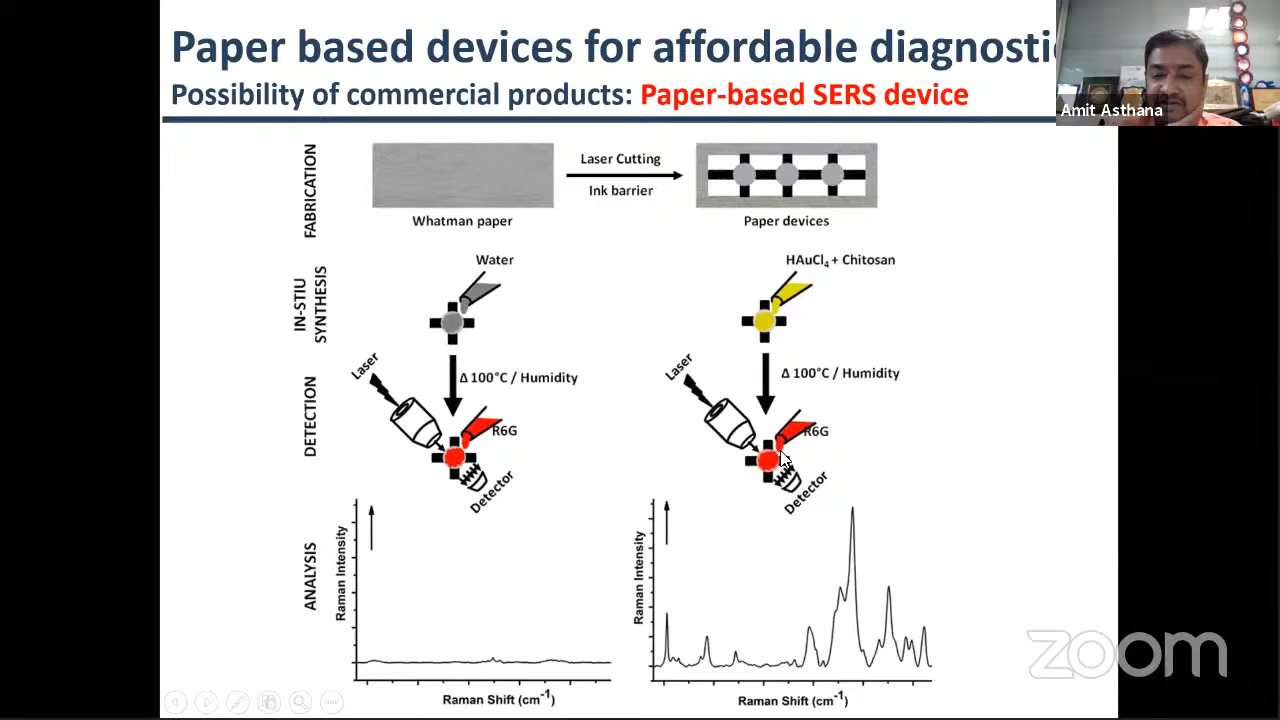 Paper based devices for affordable diagnosti
Possibility of commercial products: Paper-based SERS device
Amit Asthana
FABRICATION
Laser Cutting
Ink barrier
Whatman paper
Paper devices
IN-STIU
SYNTHESIS
Water
HAuCl4 + Chitosan
Δ 100°C / Humidity
Δ 100°C / Humidity
DETECTION
Laser
R6G
Detector
Laser
R6G
Detector
ANALYSIS
Raman Intensity
Raman Shift (cm-1)
Raman Intensity
Raman Shift (cm-1)
zoom